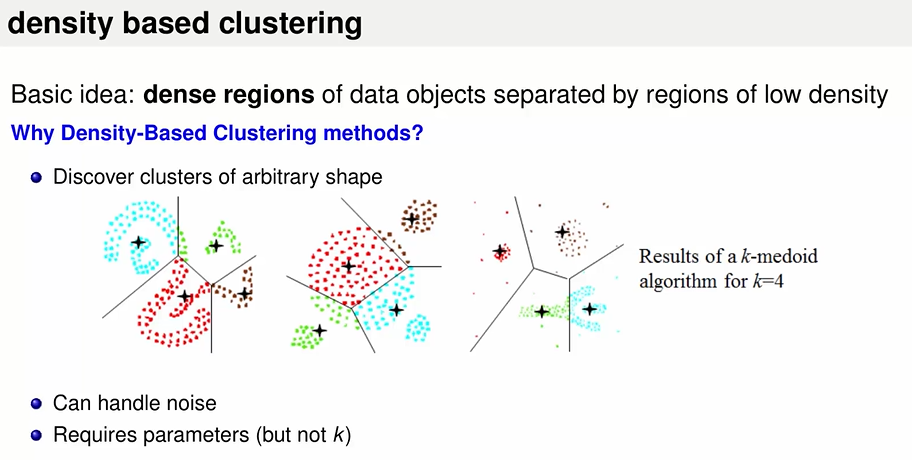 density based clustering
Basic idea: dense regions of data objects separated by regions of low density
Why Density-Based Clustering methods?
Discover clusters of arbitrary shape
Results of a k-medoid
algorithm for k=4
Can handle noise
Requires parameters (but not k)